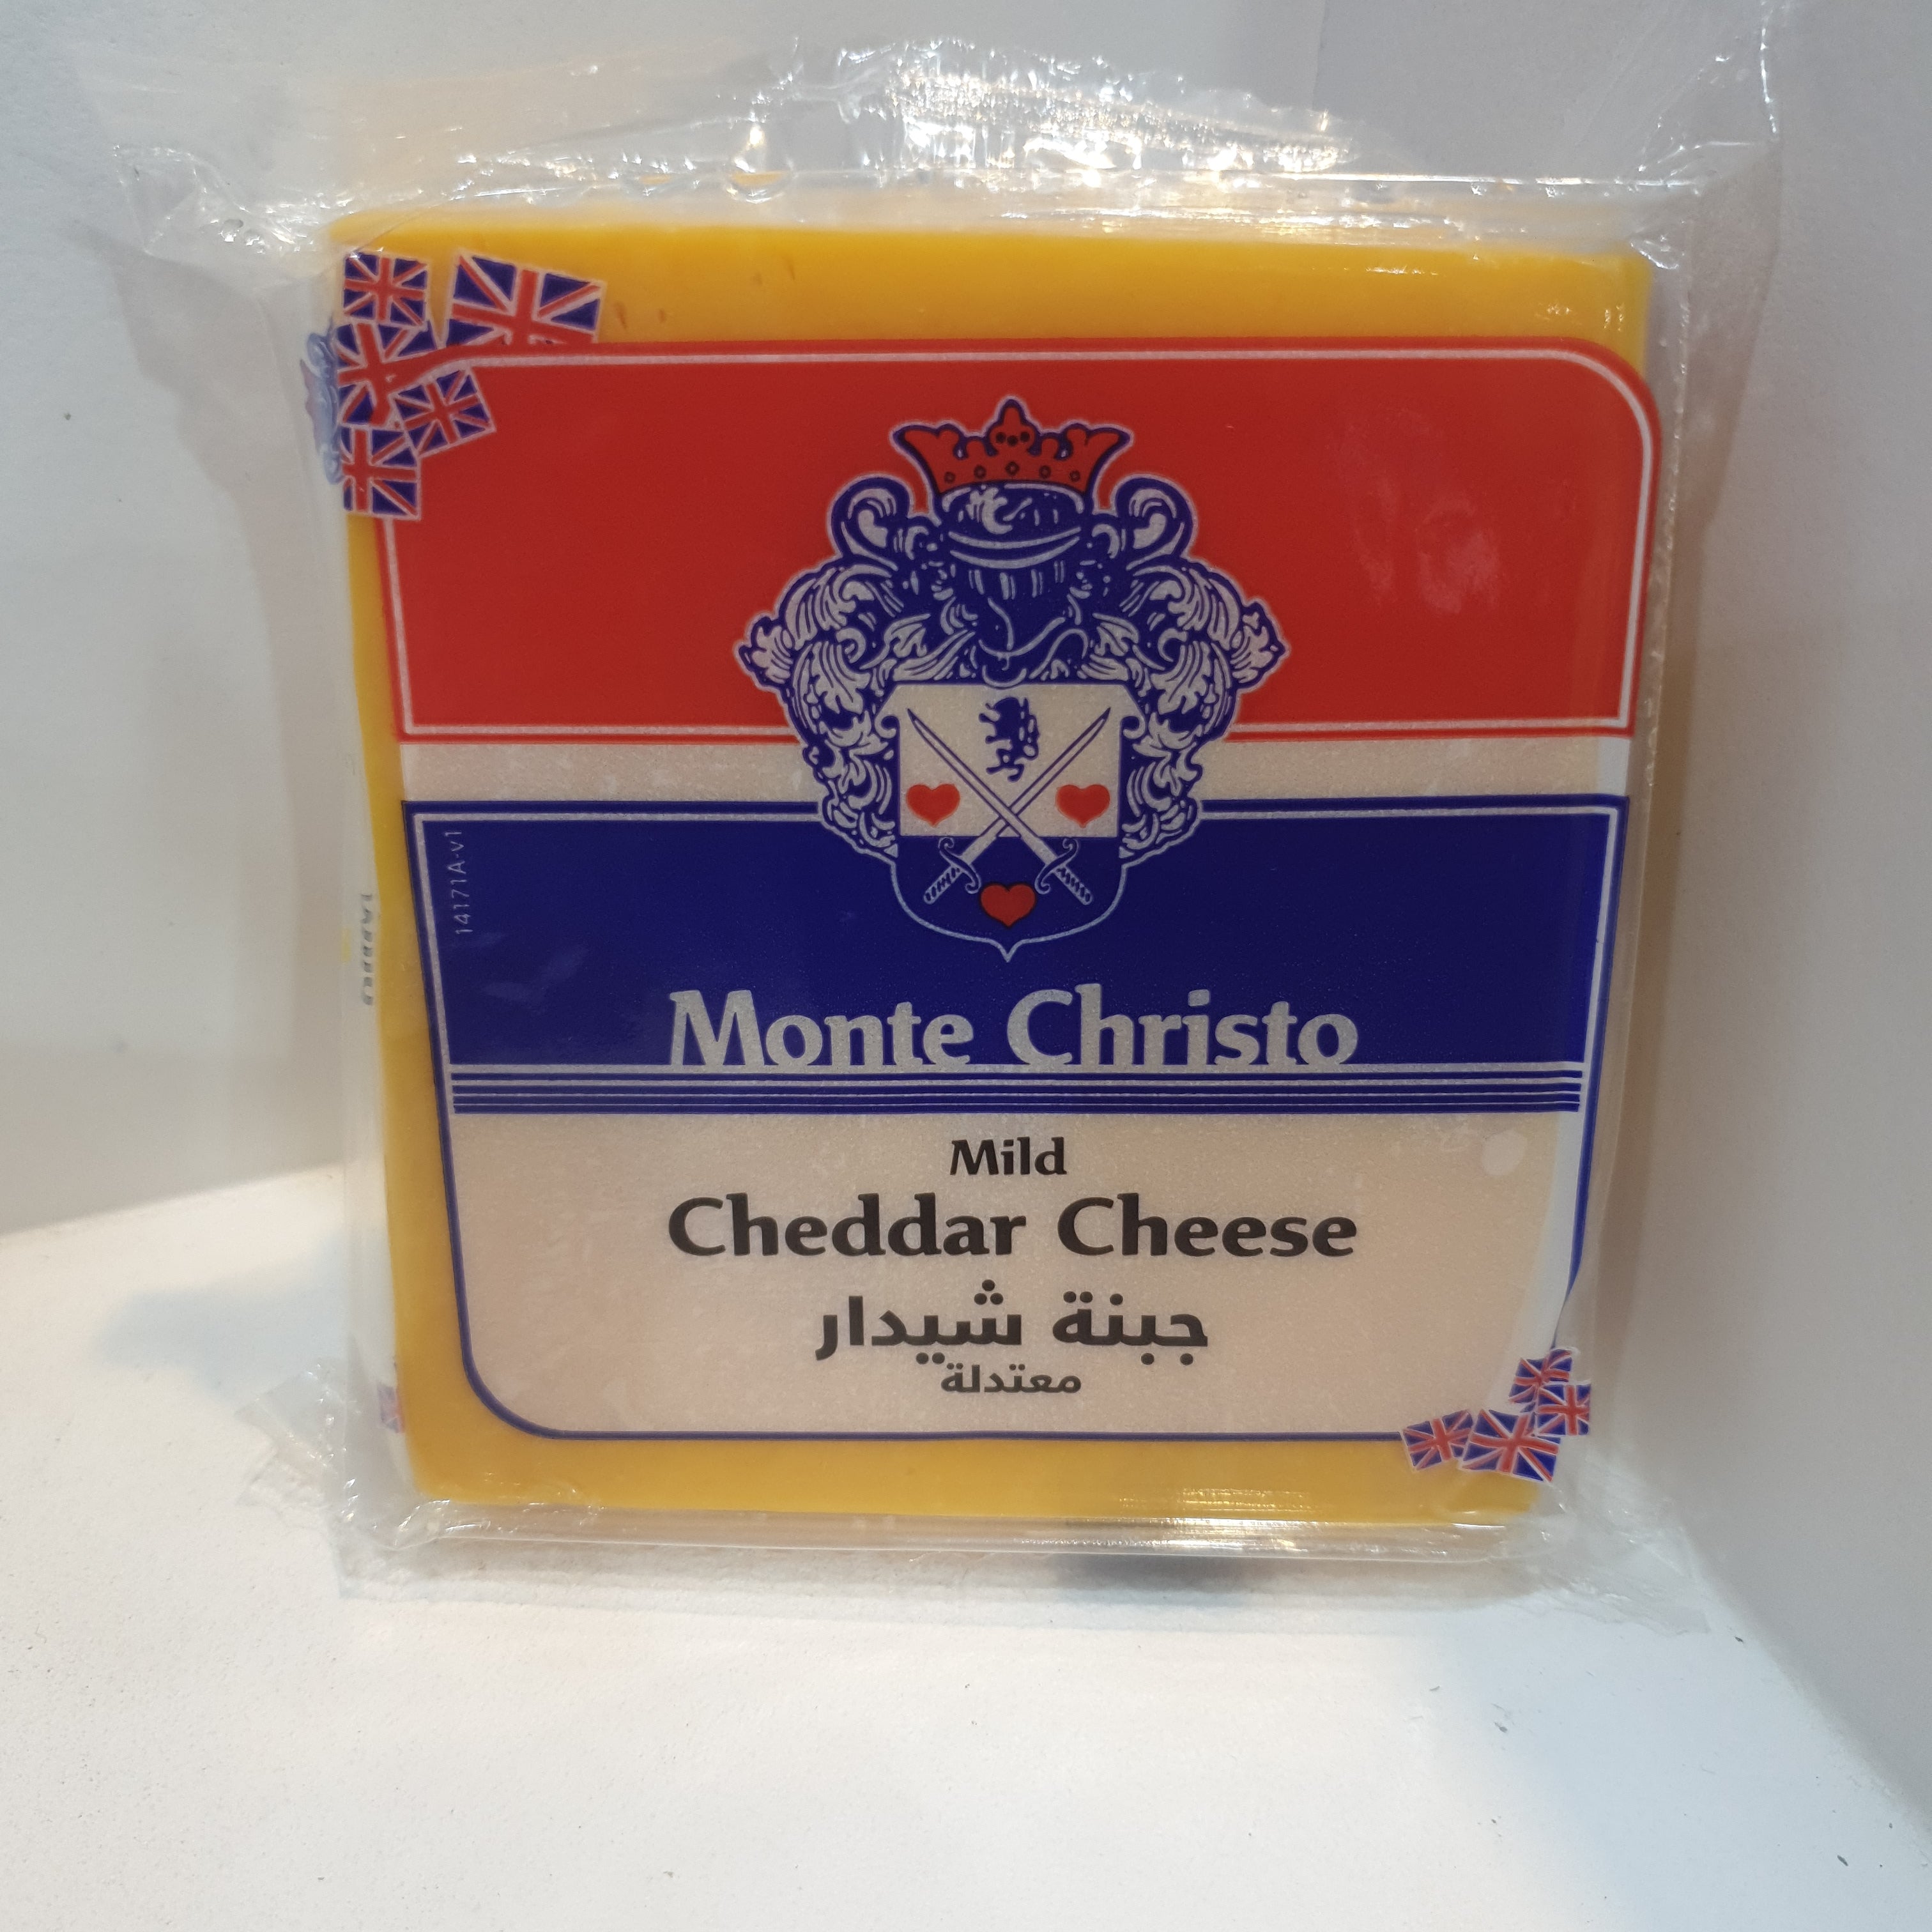 14171A-v1
Monte Christo
Mild
Cheddar Cheese
جبنة شيدار
معتدلة